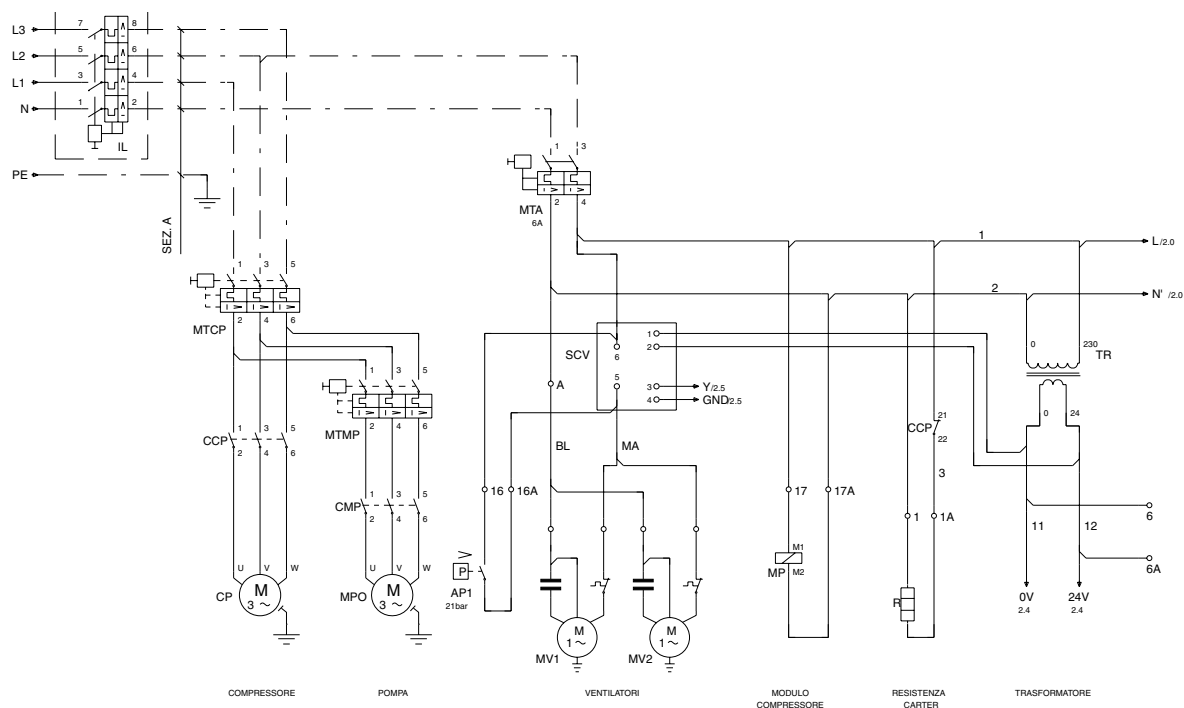 L3 7 8
L2 5 6
L1 3 4
N 1 2
IL
PE
SEZ. A
1 3
MTA
6A
2 4
1 L/2.0
2 N' /2.0
1 3 5
MTCP
2 4 6
1 3 5
MTMP
2 4 6
SCV
6
5
1
2
3 Y/2.5
4 GND/2.5
A
0 230 TR
0 24
CCP
1 3 5
2 4 6
CMP
1 3 5
2 4 6
BL MA
16 16A
17 17A
CCP
21
22
3
1 1A
11 12
6
6A
0V 24V
2.4 2.4
U V W
CP
M
3 ~
U V W
MPO
M
3 ~
P
AP1
21bar
M
1 ~
MV1
M
1 ~
MV2
MP
M1
M2
R
COMPRESSORE
POMPA
VENTILATORI
MODULO
COMPRESSORE
RESISTENZA
CARTER
TRASFORMATORE